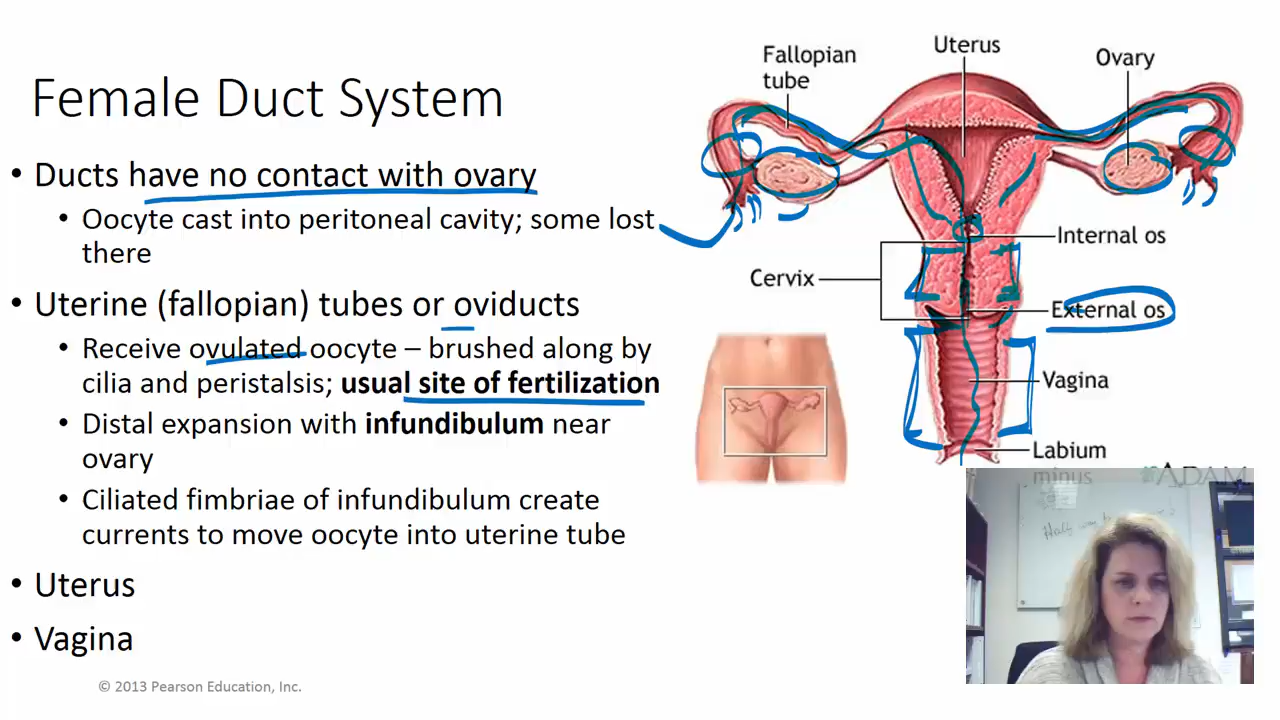 Female Duct System
• Ducts have no contact with ovary
• Oocyte cast into peritoneal cavity; some lost
there
• Uterine (fallopian) tubes or oviducts
• Receive ovulated oocyte – brushed along by
cilia and peristalsis; usual site of fertilization
• Distal expansion with infundibulum near
ovary
• Ciliated fimbriae of infundibulum create
currents to move oocyte into uterine tube
• Uterus
• Vagina
© 2013 Pearson Education, Inc.
Fallopian
tube
Uterus
Ovary
Internal os
Cervix
External os
Vagina
Labium
minus
ADAM